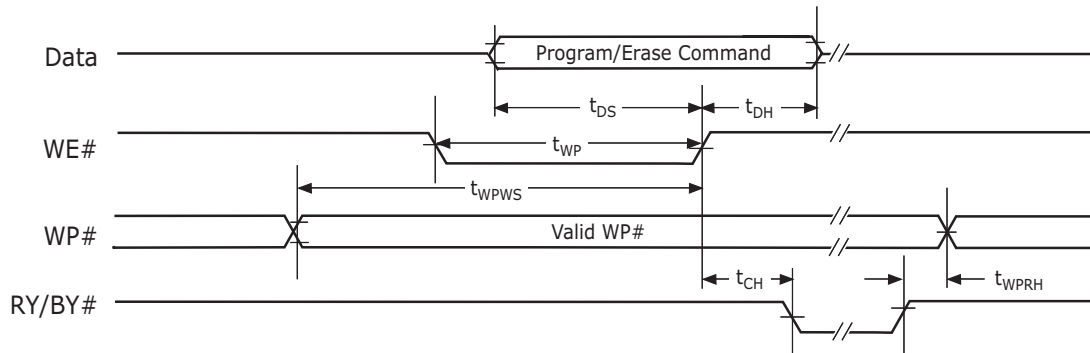 Data
Program/Erase Command
tDS
tDH
WE#
tWP
tWPWS
WP#
Valid WP#
tCH
tWPRH
RY/BY#